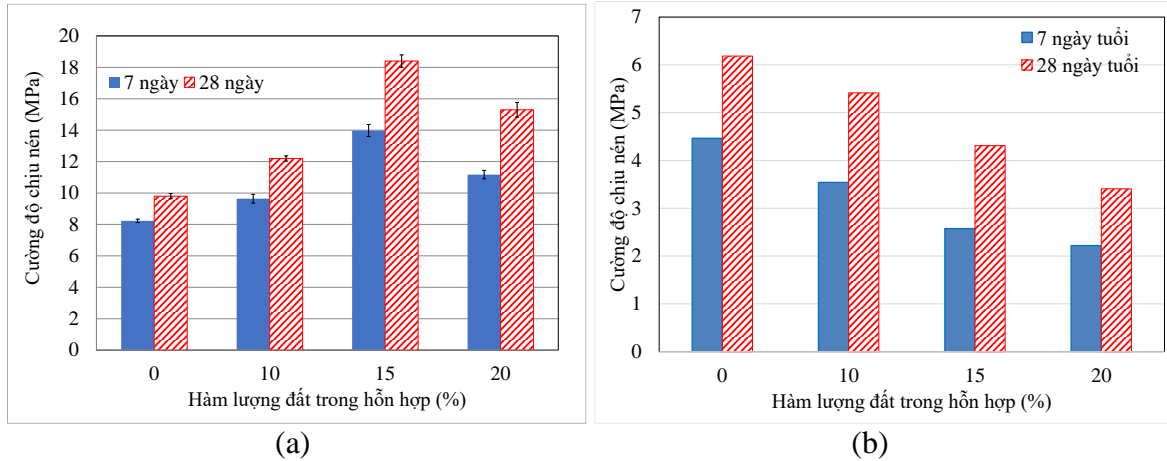 20
18
16
14
12
10
8
6
4
2
0
Cường độ chịu nén (MPa)
7 ngày
28 ngày
0 10 15 20
Hàm lượng đất trong hỗn hợp (%)
(a)
7
6
5
4
3
2
1
0
Cường độ chịu nén (MPa)
7 ngày tuổi
28 ngày tuổi
0 10 15 20
Hàm lượng đất trong hỗn hợp (%)
(b)